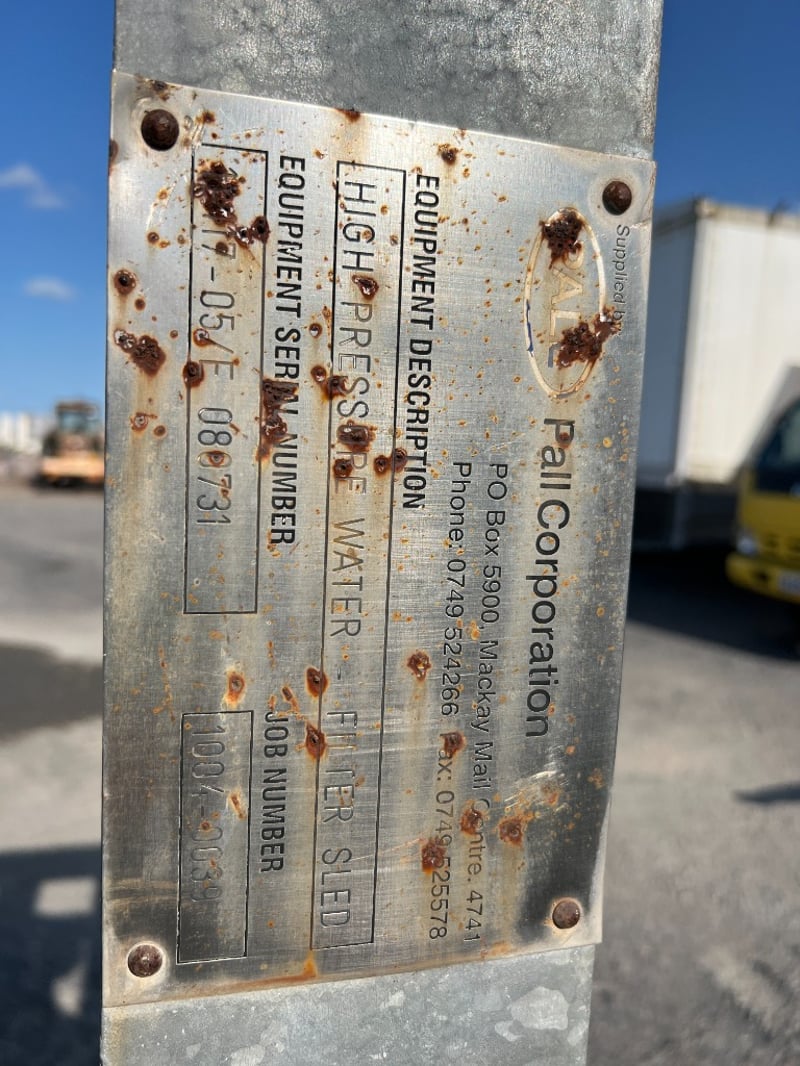 Supplied by
PALL Pall Corporation
PO Box 5900, Mackay Mail Centre. 4741
Phone: 0749 524266 Fax: 0749 525578
EQUIPMENT DESCRIPTION
HIGH PRESSURE WATER - FILTER SLED
EQUIPMENT SERIAL NUMBER
JOB NUMBER
080731
1004-0039